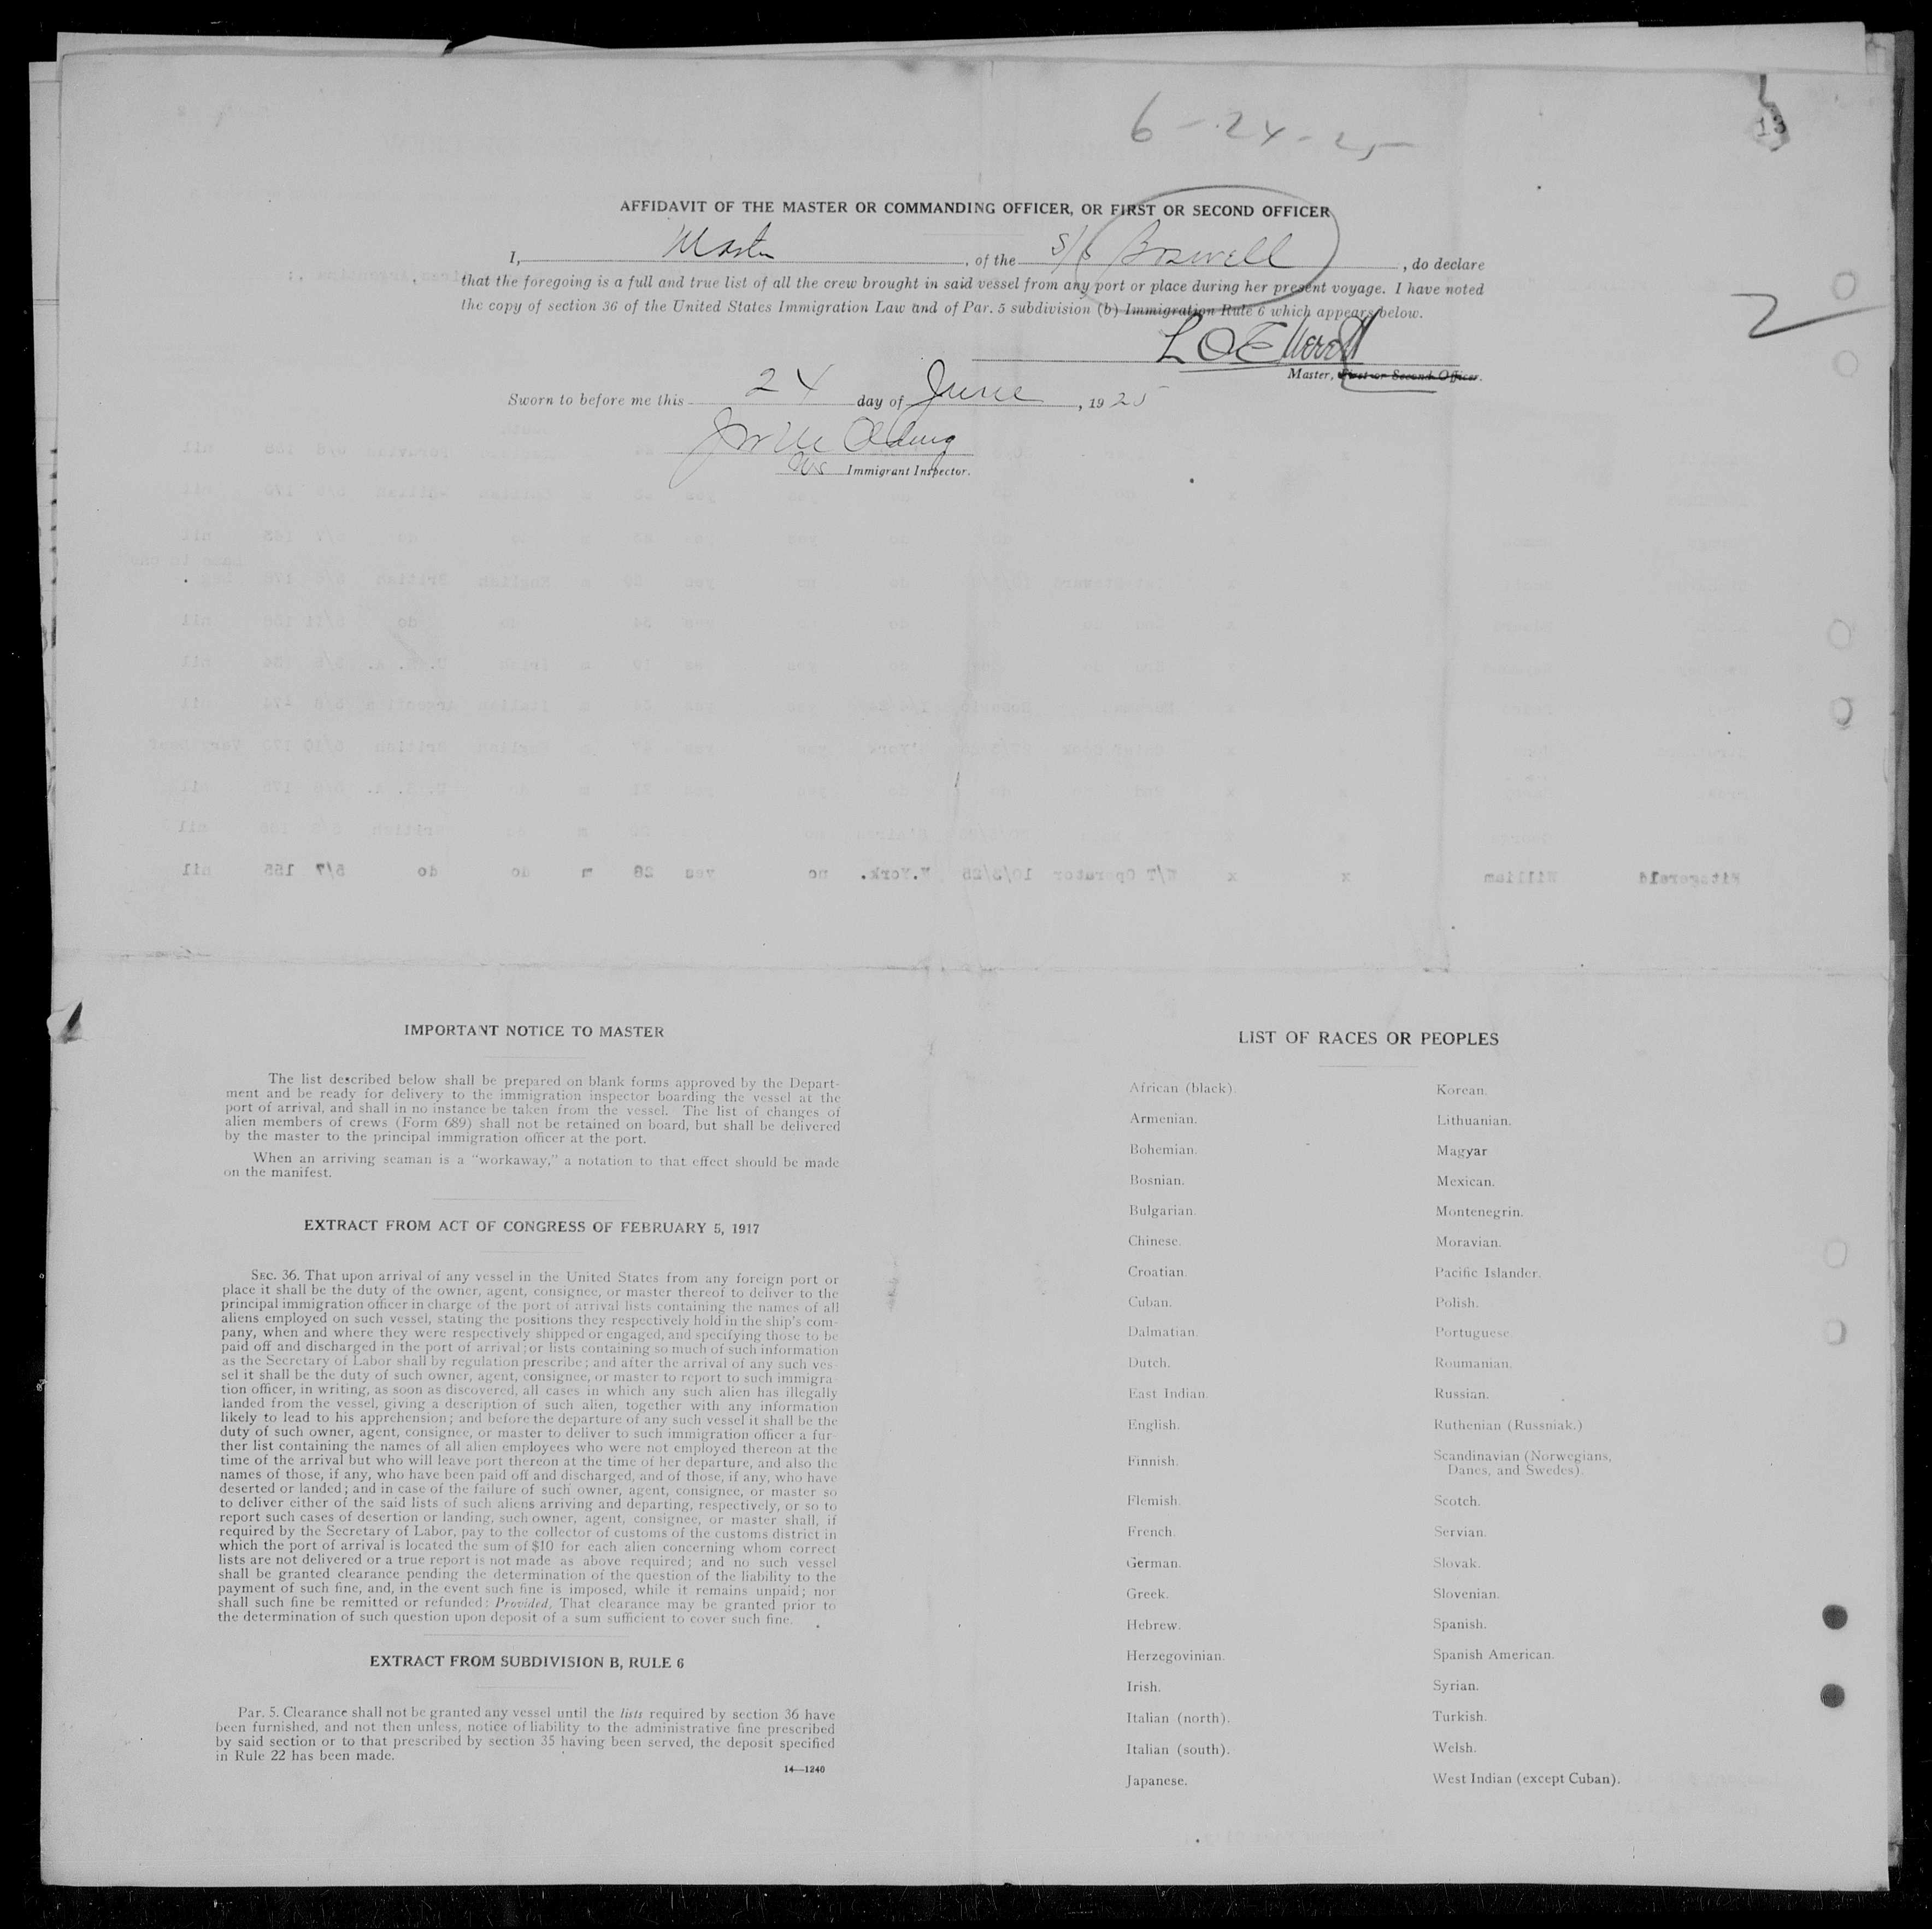 6-24-25
13
AFFIDAVIT OF THE MASTER OR COMMANDING OFFICER, OR FIRST OR SECOND OFFICER
I, Master, of the S/S Boswell, do declare
that the foregoing is a full and true list of all the crew brought in said vessel from any port or place during her present voyage. I have noted
the copy of section 36 of the United States Immigration Law and of Par. 5 subdivision (b) Immigration Rule 6 which appears below.
2
Master, First or Second Officer.
Sworn to before me this 24 day of June, 1925
Immigrant Inspector.
IMPORTANT NOTICE TO MASTER
The list described below shall be prepared on blank forms approved by the Depart-
ment and be ready for delivery to the immigration inspector boarding the vessel at the
port of arrival, and shall in no instance be taken from the vessel. The list of changes of
alien members of crews (Form 689) shall not be retained on board, but shall be delivered
by the master to the principal immigration officer at the port.
When an arriving seaman is a "workaway," a notation to that effect should be made
on the manifest.
EXTRACT FROM ACT OF CONGRESS OF FEBRUARY 5, 1917
SEC. 36. That upon arrival of any vessel in the United States from any foreign port or
place it shall be the duty of the owner, agent, consignee, or master thereof to deliver to the
principal immigration officer in charge of the port of arrival lists containing the names of all
aliens employed on such vessel, stating the positions they respectively hold in the ship's com-
pany, when and where they were respectively shipped or engaged, and specifying those to be
paid off and discharged in the port of arrival; or lists containing so much of such information
as the Secretary of Labor shall by regulation prescribe; and after the arrival of any such ves-
sel it shall be the duty of such owner, agent, consignee, or master to report to such immigra-
tion officer, in writing, as soon as discovered, all cases in which any such alien has illegally
landed from the vessel, giving a description of such alien, together with any information
likely to lead to his apprehension; and before the departure of any such vessel it shall be the
duty of such owner, agent, consignee, or master to deliver to such immigration officer a fur-
ther list containing the names of all alien employees who were not employed thereon at the
time of the arrival but who will leave port thereon at the time of her departure, and also the
names of those, if any, who have been paid off and discharged, and of those, if any, who have
deserted or landed; and in case of the failure of such owner, agent, consignee, or master so
to deliver either of the said lists of such aliens arriving and departing, respectively, or so to
report such cases of desertion or landing, such owner, agent, consignee, or master shall, if
required by the Secretary of Labor, pay to the collector of customs of the customs district in
which the port of arrival is located the sum of $10 for each alien concerning whom correct
lists are not delivered or a true report is not made as above required; and no such vessel
shall be granted clearance pending the determination of the question of the liability to the
payment of such fine, and, in the event such fine is imposed, while it remains unpaid; nor
shall such fine be remitted or refunded: Provided, That clearance may be granted prior to
the determination of such question upon deposit of a sum sufficient to cover such fine.
EXTRACT FROM SUBDIVISION B, RULE 6
Par. 5. Clearance shall not be granted any vessel until the lists required by section 36 have
been furnished, and not then unless, notice of liability to the administrative fine prescribed
by said section or to that prescribed by section 35 having been served, the deposit specified
in Rule 22 has been made.
14—1240
LIST OF RACES OR PEOPLES
African (black).
Armenian.
Bohemian.
Bosnian.
Bulgarian.
Chinese.
Croatian.
Cuban.
Dalmatian.
Dutch.
East Indian.
English.
Finnish.
Flemish.
French.
German.
Greek.
Hebrew.
Herzegovinian.
Irish.
Italian (north).
Italian (south).
Japanese.
Korean.
Lithuanian.
Magyar
Mexican.
Montenegrin.
Moravian.
Pacific Islander.
Polish.
Portuguese
Roumanian.
Russian.
Ruthenian (Russniak.)
Scandinavian (Norwegians,
Danes, and Swedes).
Scotch.
Servian.
Slovak.
Slovenian.
Spanish.
Spanish American.
Syrian.
Turkish.
Welsh.
West Indian (except Cuban).